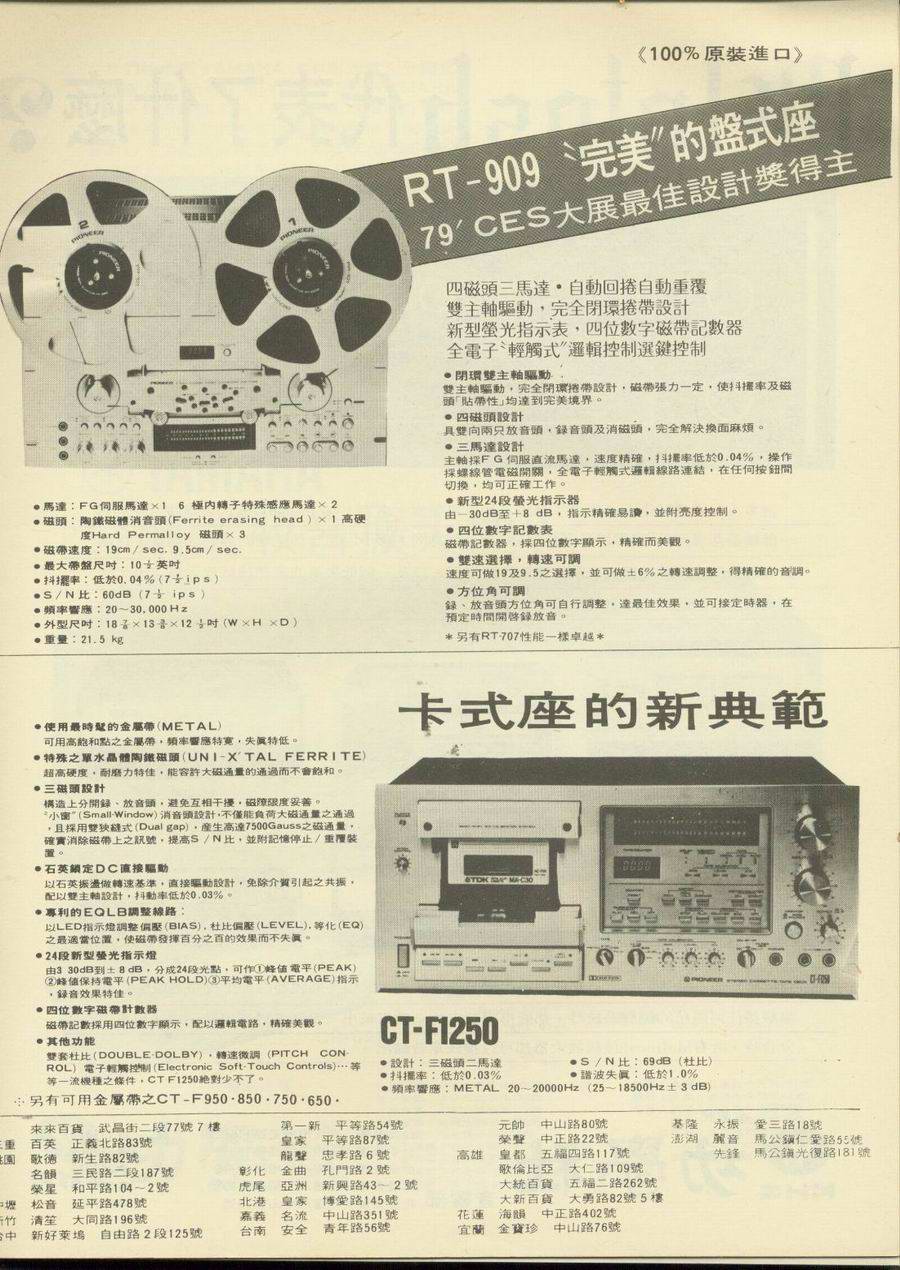 《100%原裝進口》
RT-909 〝完美〞的盤式座
79′ CES大展最佳設計獎得主
2
PIONEER
PIONEER
1
PIONEER
PIONEER
四磁頭三馬達•自動回捲自動重覆
雙主軸驅動，完全閉環捲帶設計
新型螢光指示表，四位數字磁帶記數器
全電子〝輕觸式〞邏輯控制選鍵控制
●閉環雙主軸驅動
雙主軸驅動，完全閉環捲帶設計，磁帶張力一定，使抖擺率及磁
頭「貼帶性」均達到完美境界。
●四磁頭設計
具雙向兩只放音頭，錄音頭及消磁頭，完全解決換面麻煩。
●三馬達設計
主軸採FG伺服直流馬達，速度精確，抖擺率低於0.04%，操作
採螺線管電磁開關，全電子輕觸式邏輯線路連結，在任何按鈕間
切換，均可正確工作。
●新型24段螢光指示器
由－30dB至＋8 dB，指示精確易讀，並附亮度控制。
●四位數字記數表
磁帶記數器，採四位數字顯示，精確而美觀。
●雙速選擇，轉速可調
速度可做19及9.5之選擇，並可做±6%之轉速調整，得精確的音調。
●方位角可調
錄、放音頭方位角可自行調整，達最佳效果，並可接定時器，在
預定時間開啓錄放音。
＊另有RT-707性能一樣卓越＊
●馬達：FG伺服馬達×1 6 極內轉子特殊感應馬達×2
●磁頭：陶鐵磁體消音頭(Ferrite erasing head)×1 高硬
度Hard Permalloy 磁頭×3
●磁帶速度：19cm/sec. 9.5cm/sec.
●最大帶盤尺吋：10½英吋
●抖擺率：低於0.04%(7½ips)
●S/N比：60dB (7½ ips)
●頻率響應：20～30,000Hz
●外型尺吋：18⅞×13⅜×12½吋(W×H×D)
●重量：21.5 kg
卡式座的新典範
●使用最時髦的金屬帶(METAL)
可用高飽和點之金屬帶，頻率響應特寬，失眞特低。
●特殊之單水晶體陶鐵磁頭(UNI-X′TAL FERRITE)
超高硬度，耐磨力特佳，能容許大磁通量的通過而不會飽和。
●三磁頭設計
構造上分開錄、放音頭，避免互相干擾，磁隙限度妥善。
“小窗”(Small-Window)消音頭設計，不僅能負荷大磁通量之通過
，且採用雙狹縫式(Dual gap)，産生高達7500Gauss之磁通量，
確實消除磁帶上之訊號，提高S/N比，並附記憶停止/重覆裝
置。
●石英鎖定DC直接驅動
以石英振盪做轉速基準，直接驅動設計，免除介質引起之共振，
配以雙主軸設計，抖動率低於0.03%。
●專利的EQLB調整線路：
以LED指示燈調整偏壓(BIAS)，杜比偏壓(LEVEL)，等化(EQ)
之最適當位置，使磁帶發揮百分之百的效果而不失眞。
●24段新型螢光指示燈
由3 30dB到±8 dB，分成24段光點，可作①峰値電平(PEAK)
②峰値保持電平(PEAK HOLD)③平均電平(AVERAGE)指示
，錄音效果特佳。
●四位數字磁帶計數器
磁帶記數採用四位數字顯示，配以邏輯電路，精確美觀。
●其他功能
雙套杜比(DOUBLE-DOLBY)，轉速微調 (PITCH CON-
ROL) 電子輕觸控制(Electronic Soft-Touch Controls)…等
等一流機種之條件，CT F1250絶對少不了。
另有可用金屬帶之CT-F950·850·750·650·
TDK MA-C30
PIONEER
CT-F1250
CT-F1250
●設計：三磁頭二馬達
●S/N比：69dB (杜比)
●抖擺率：低於0.03%
●諧波失眞：低於1.0%
●頻率響應：METAL 20～20000Hz (25～18500Hz±3 dB)
來來百貨 武昌街二段77號7樓
重 百英 正義北路83號
園 歌德 新生路82號
名韻 三民路二段187號
榮星 和平路104～2號
壢 松音 延平路478號
竹 清笙 大同路196號
中 新好萊塢 自由路2段125號
第一新 平等路54號
皇家 平等路87號
龍聲 忠孝路6號
彰化 金曲 孔門路2號
虎尾 亞洲 新興路43～2號
北港 皇家 博愛路145號
嘉義 名流 中山路351號
台南 安全 青年路56號
元帥 中山路80號
榮聲 中正路22號
高雄 皇都 五福四路117號
歌倫比亞 大仁路109號
大統百貨 五福二路262號
大新百貨 大勇路82號5樓
花蓮 海韻 中正路402號
宜蘭 金寶珍 中山路76號
基隆 永振 愛三路18號
澎湖 麗音 馬公鎭仁愛路55號
先鋒 馬公鎭光復路181號